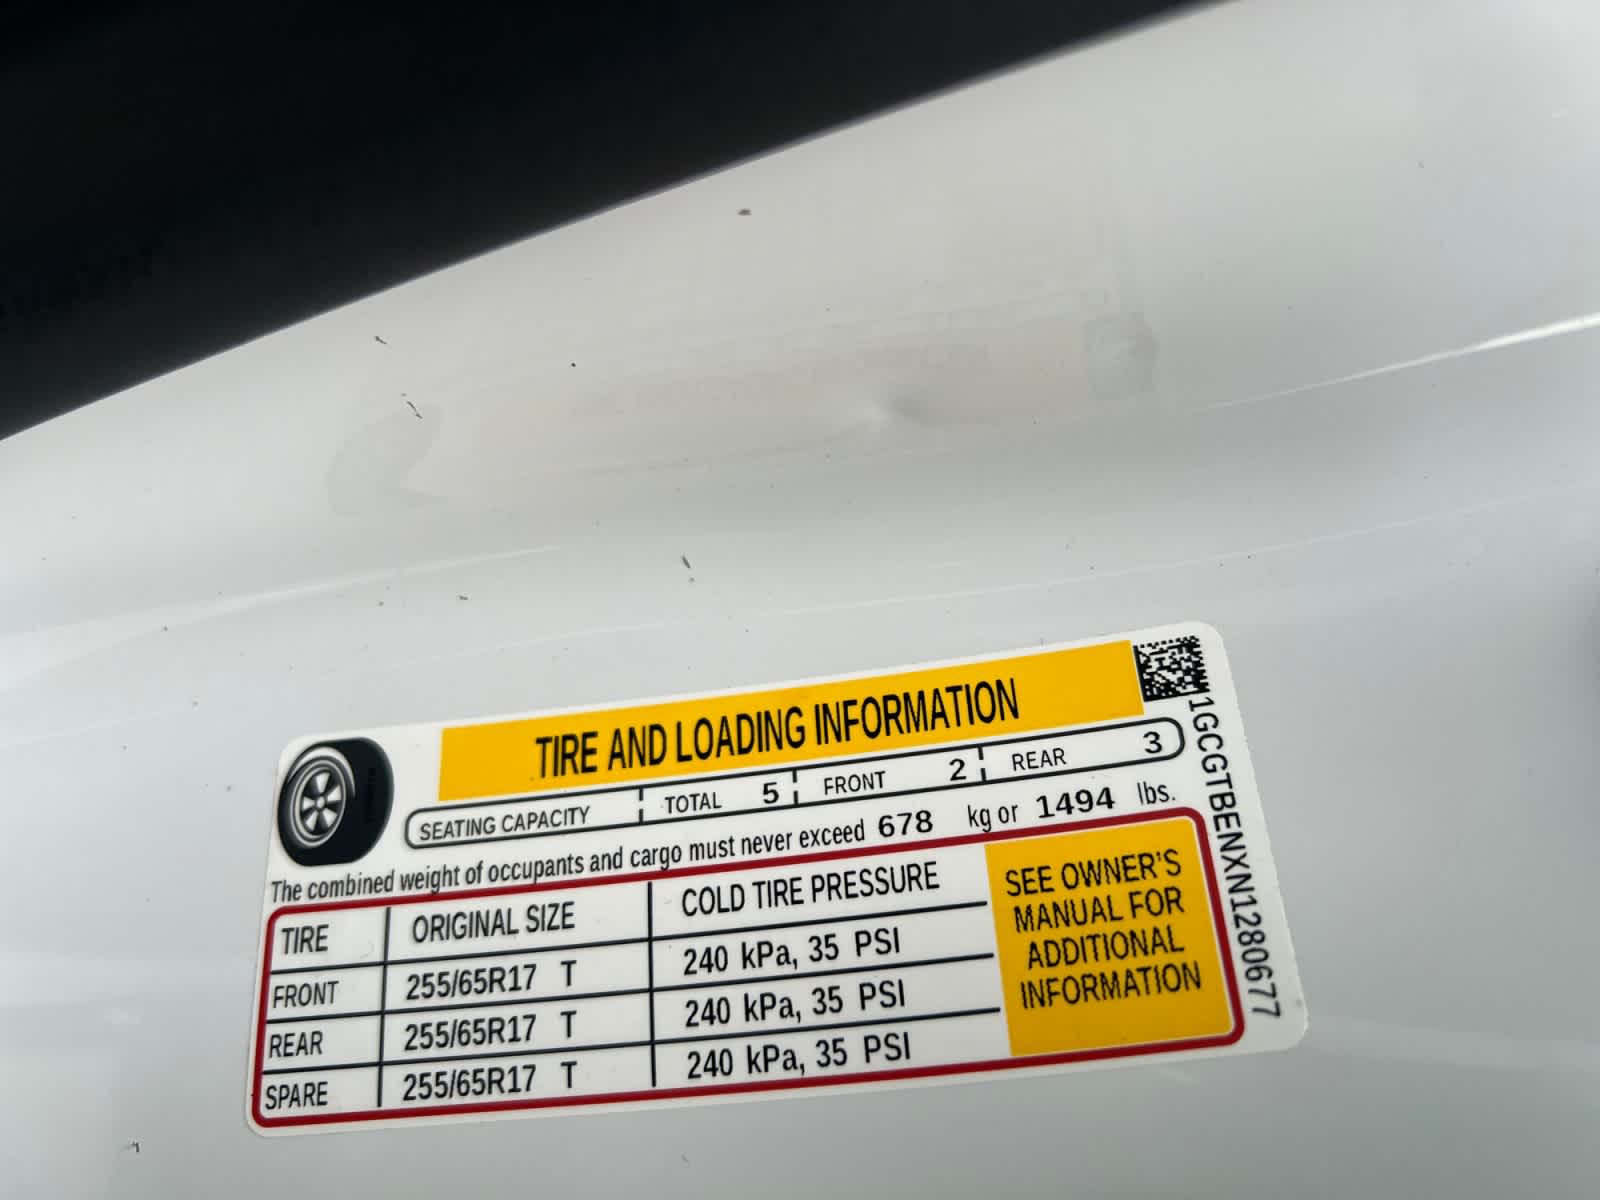 TIRE AND LOADING INFORMATION
SEATING CAPACITY TOTAL 5 FRONT 2 REAR 3
The combined weight of occupants and cargo must never exceed 678 kg or 1494 lbs.
TIRE ORIGINAL SIZE COLD TIRE PRESSURE
FRONT 255/65R17 T 240 kPa, 35 PSI
REAR 255/65R17 T 240 kPa, 35 PSI
SPARE 255/65R17 T 240 kPa, 35 PSI
SEE OWNER'S
MANUAL FOR
ADDITIONAL
INFORMATION
1GCGTBENXN1280677